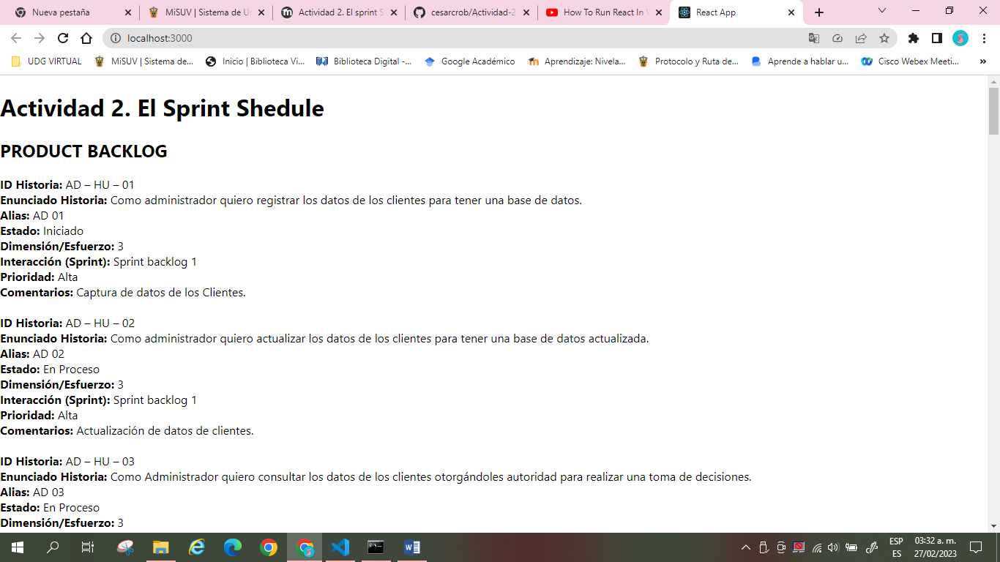 Nueva pestaña
MiSUV | Sistema de Un
Actividad 2. El sprint S
cesarcrob/Actividad-2
How To Run React In V
React App
localhost:3000
UDG VIRTUAL
MiSUV | Sistema de...
Inicio | Biblioteca Vi...
Biblioteca Digital -...
Google Académico
Aprendizaje: Nivela...
Protocolo y Ruta de...
Aprende a hablar u...
Cisco Webex Meeti...
»
Actividad 2. El Sprint Shedule
PRODUCT BACKLOG
ID Historia: AD – HU – 01
Enunciado Historia: Como administrador quiero registrar los datos de los clientes para tener una base de datos.
Alias: AD 01
Estado: Iniciado
Dimensión/Esfuerzo: 3
Interacción (Sprint): Sprint backlog 1
Prioridad: Alta
Comentarios: Captura de datos de los Clientes.
ID Historia: AD – HU – 02
Enunciado Historia: Como administrador quiero actualizar los datos de los clientes para tener una base de datos actualizada.
Alias: AD 02
Estado: En Proceso
Dimensión/Esfuerzo: 3
Interacción (Sprint): Sprint backlog 1
Prioridad: Alta
Comentarios: Actualización de datos de clientes.
ID Historia: AD – HU – 03
Enunciado Historia: Como Administrador quiero consultar los datos de los clientes otorgándoles autoridad para realizar una toma de decisiones.
Alias: AD 03
Estado: En Proceso
Dimensión/Esfuerzo: 3
ESP
ES
03:32 a. m.
27/02/2023